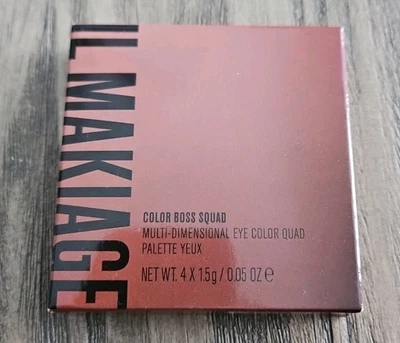 IL MAKIAGE
COLOR BOSS SQUAD
MULTI-DIMENSIONAL EYE COLOR QUAD
PALETTE YEUX
NET WT. 4 X 1.5g / 0.05 OZ e